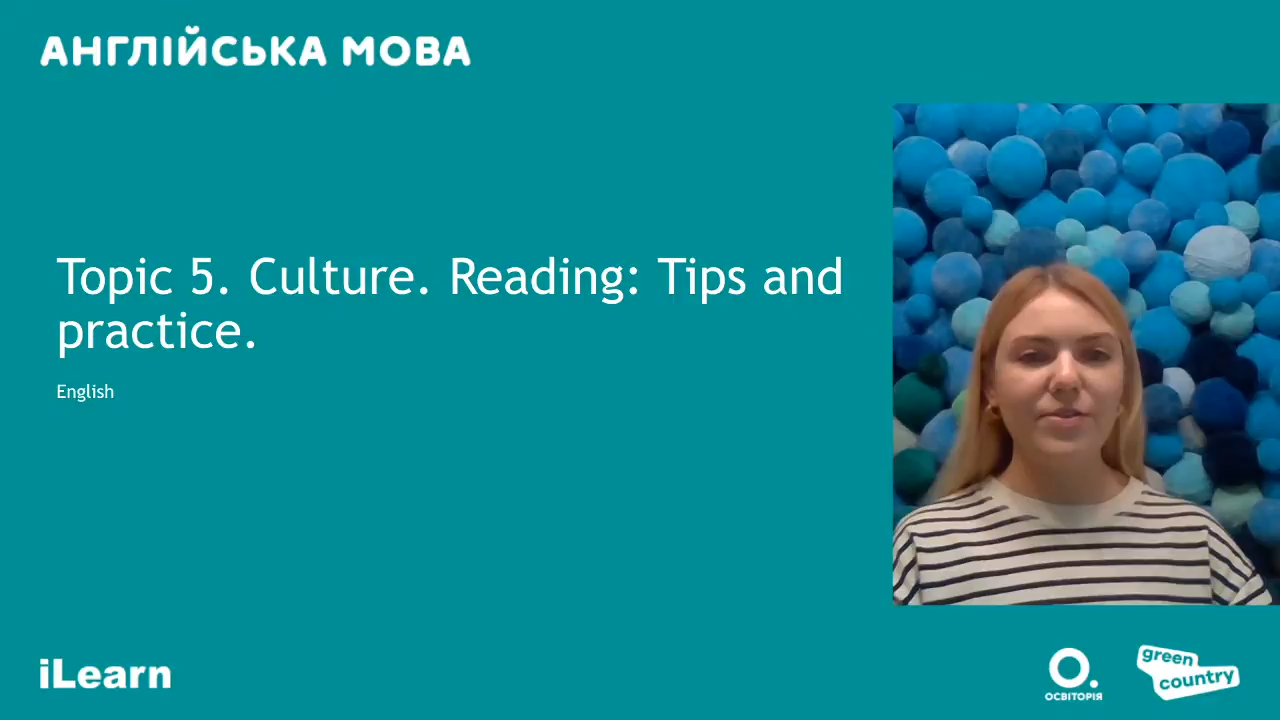 АНГЛІЙСЬКА МОВА
Topic 5. Culture. Reading: Tips and
practice.
English
iLearn
О.
ОСВІТОРІЯ
green
country